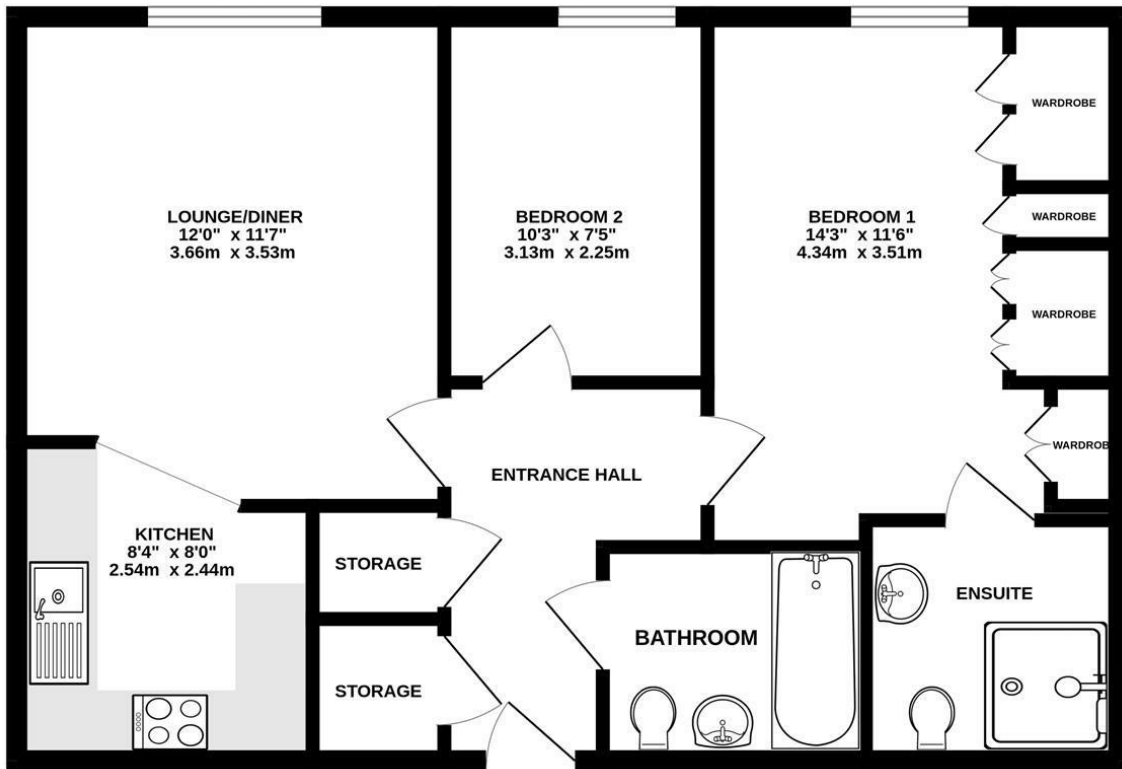 LOUNGE/DINER
12'0" x 11'7"
3.66m x 3.53m
BEDROOM 2
10'3" x 7'5"
3.13m x 2.25m
BEDROOM 1
14'3" x 11'6"
4.34m x 3.51m
WARDROBE
WARDROBE
WARDROBE
WARDROB
ENTRANCE HALL
KITCHEN
8'4" x 8'0"
2.54m x 2.44m
STORAGE
STORAGE
BATHROOM
ENSUITE